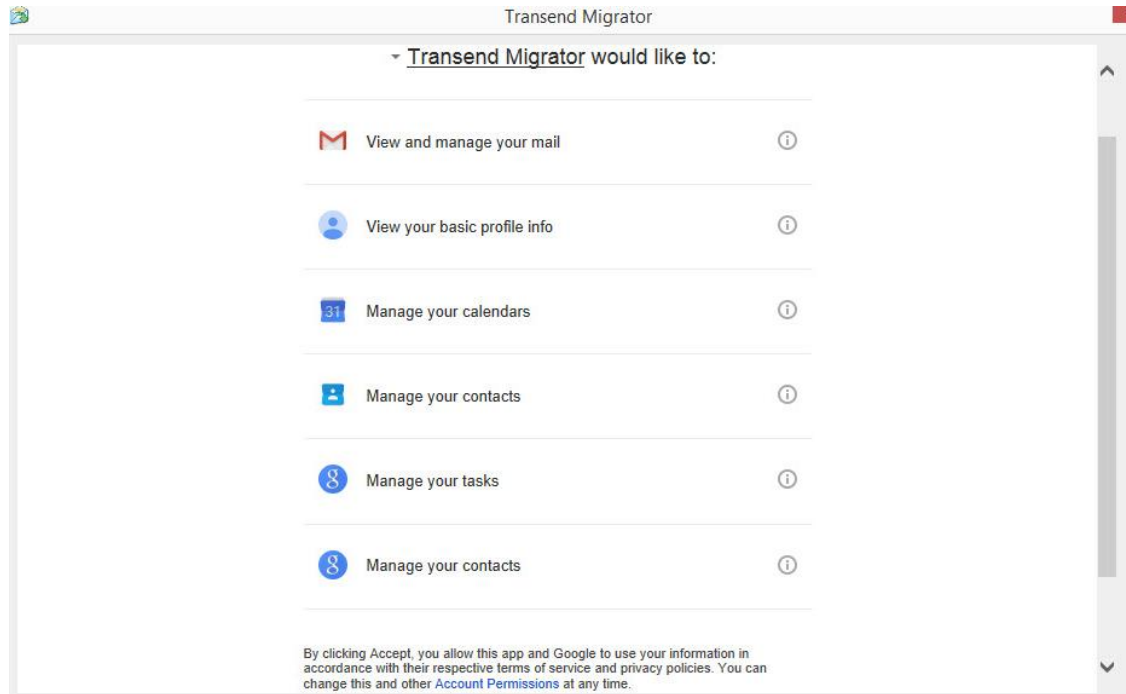 Transend Migrator
Transend Migrator would like to:
View and manage your mail
View your basic profile info
31
Manage your calendars
Manage your contacts
8
Manage your tasks
8
Manage your contacts
By clicking Accept, you allow this app and Google to use your information in
accordance with their respective terms of service and privacy policies. You can
change this and other Account Permissions at any time.